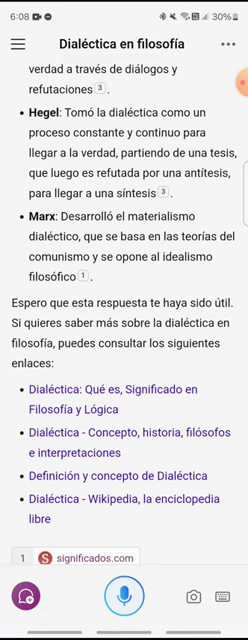 6:08 30%
Dialéctica en filosofía
verdad a través de diálogos y
refutaciones 3 .
• Hegel: Tomó la dialéctica como un
proceso constante y continuo para
llegar a la verdad, partiendo de una tesis,
que luego es refutada por una antítesis,
para llegar a una síntesis 3 .
• Marx: Desarrolló el materialismo
dialéctico, que se basa en las teorías del
comunismo y se opone al idealismo
filosófico 1 .
Espero que esta respuesta te haya sido útil.
Si quieres saber más sobre la dialéctica en
filosofía, puedes consultar los siguientes
enlaces:
• Dialéctica: Qué es, Significado en
Filosofía y Lógica
• Dialéctica - Concepto, historia, filósofos
e interpretaciones
• Definición y concepto de Dialéctica
• Dialéctica - Wikipedia, la enciclopedia
libre
1 S significados.com